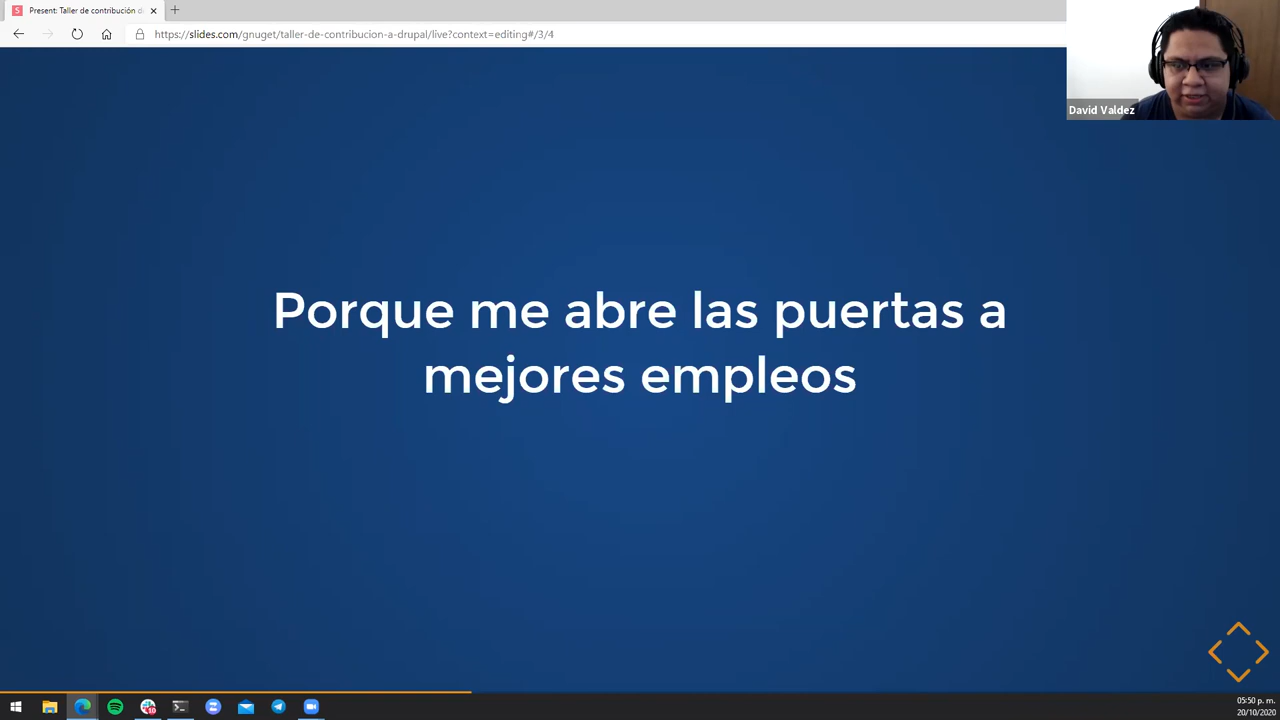 Present: Taller de contribución d
https://slides.com/gnuget/taller-de-contribucion-a-drupal/live?context=editing#/3/4
David Valdez
Porque me abre las puertas a
mejores empleos
05:50 p. m.
20/10/2020